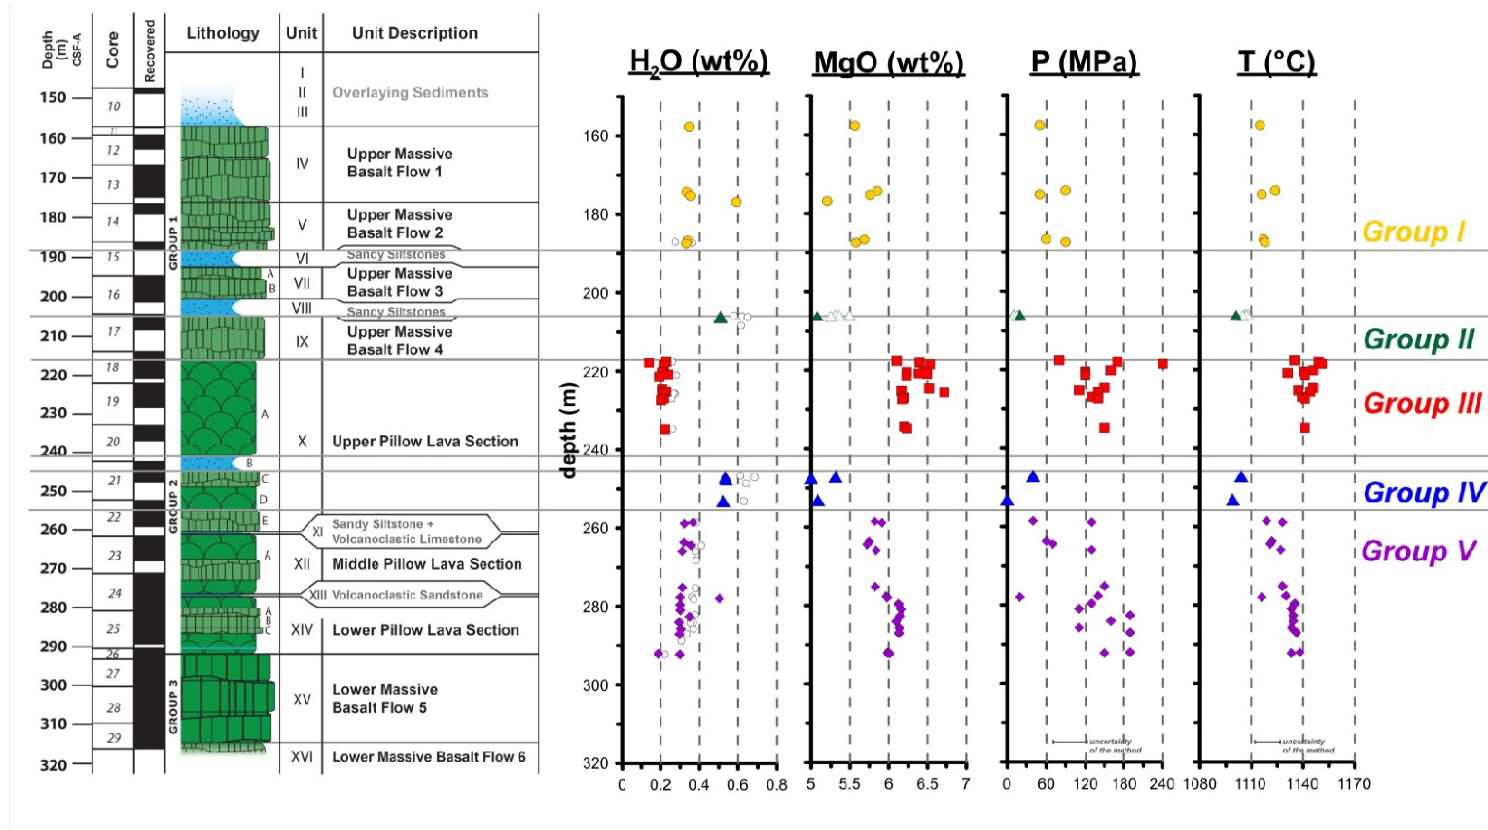 Depth (m) CSF-A
Core
Recovered
Lithology
Unit
Unit Description
150
160
170
180
190
200
210
220
230
240
250
260
270
280
290
300
310
320
10
12
13
14
15
16
17
18
19
20
21
22
23
24
25
26
27
28
29
GROUP 1
GROUP 2
GROUP 3
I
II
III
Overlaying Sediments
IV
Upper Massive
Basalt Flow 1
V
Upper Massive
Basalt Flow 2
VI
Sancy Siltstones
A
B
VII
Upper Massive
Basalt Flow 3
VIII
Sancy Siltstones
IX
Upper Massive
Basalt Flow 4
A
X
Upper Pillow Lava Section
B
C
D
E
XI
Sandy Siltstone +
Volcanoclastic Limestone
A
XII
Middle Pillow Lava Section
XIII Volcanoclastic Sandstone
A
B
C
XIV
Lower Pillow Lava Section
XV
Lower Massive
Basalt Flow 5
XVI
Lower Massive Basalt Flow 6
H₂O (wt%)
MgO (wt%)
P (MPa)
T (°C)
depth (m)
160
180
200
220
240
260
280
300
320
0 0.2 0.4 0.6 0.8
5 5.5 6 6.5 7
0 60 120 180 240
1080 1110 1140 1170
uncertainty
of the method
uncertainty
of the method
Group I
Group II
Group III
Group IV
Group V